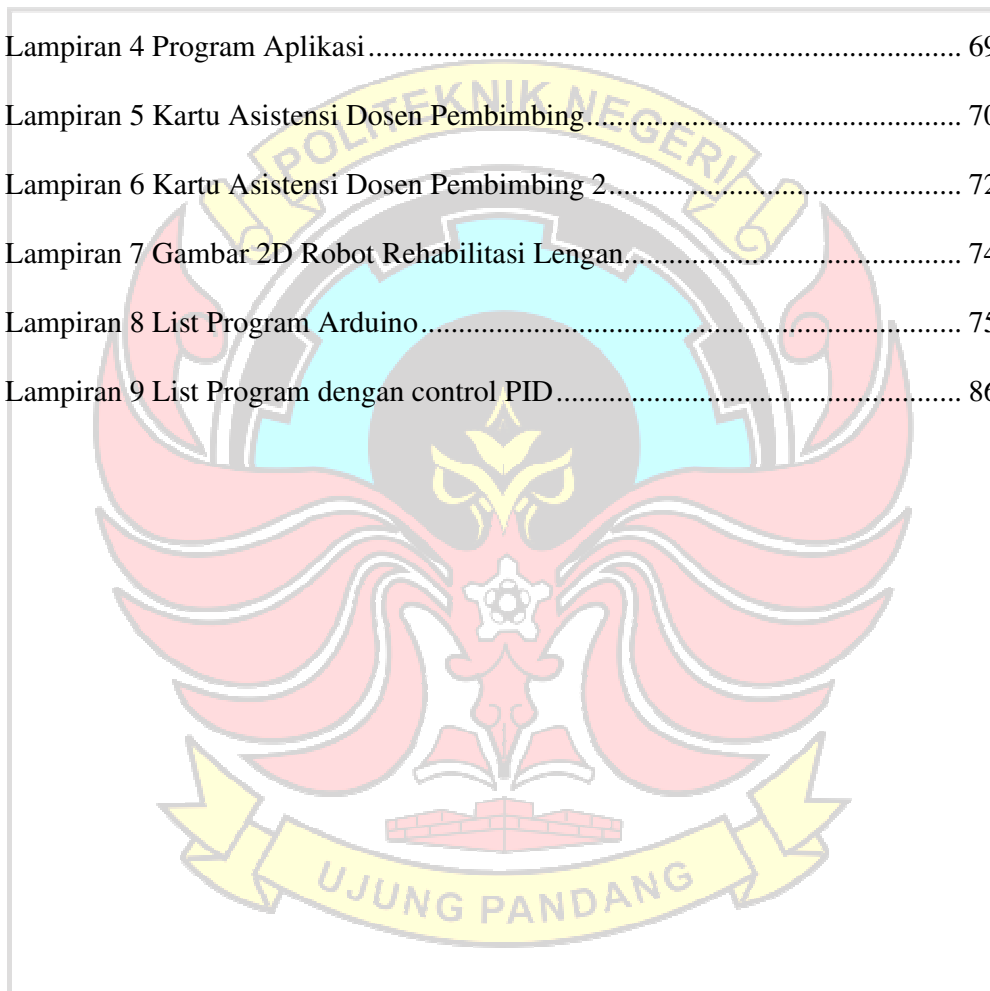 Lampiran 4 Program Aplikasi........................................................................................... 69
Lampiran 5 Kartu Asistensi Dosen Pembimbing.......................................................... 70
Lampiran 6 Kartu Asistensi Dosen Pembimbing 2....................................................... 72
Lampiran 7 Gambar 2D Robot Rehabilitasi Lengan..................................................... 74
Lampiran 8 List Program Arduino................................................................................... 75
Lampiran 9 List Program dengan control PID............................................................... 86
POLITEKNIK NEGERI
UJUNG PANDANG